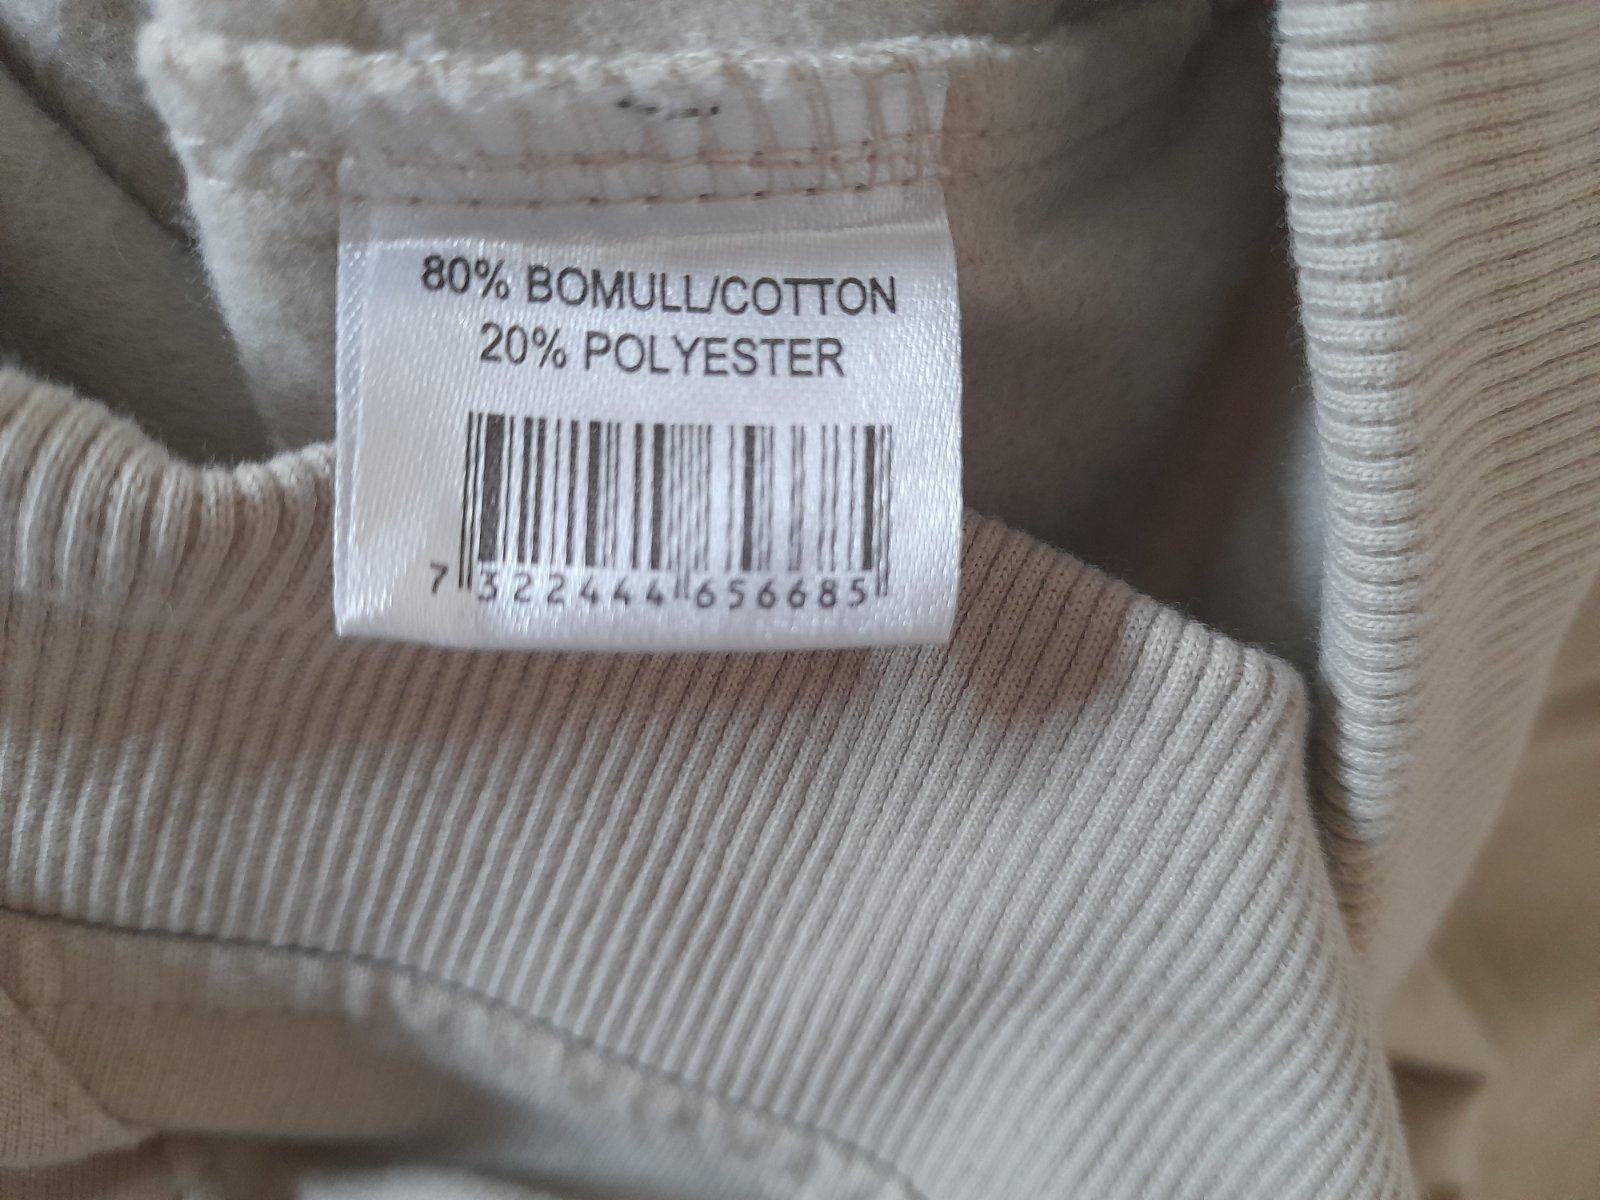 80% BOMULL/COTTON
20% POLYESTER
7 322444 656685